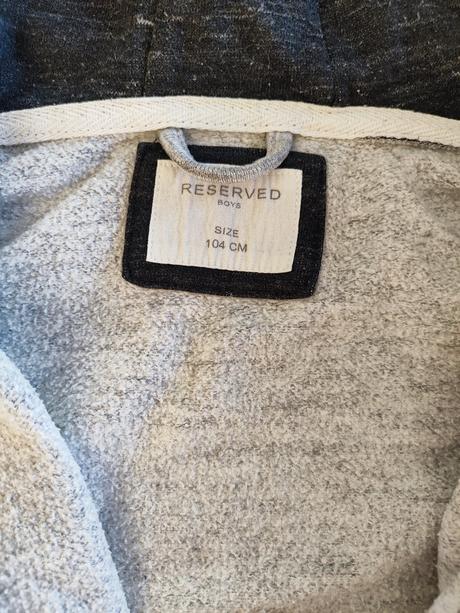 RESERVED
BOYS
SIZE
104 CM